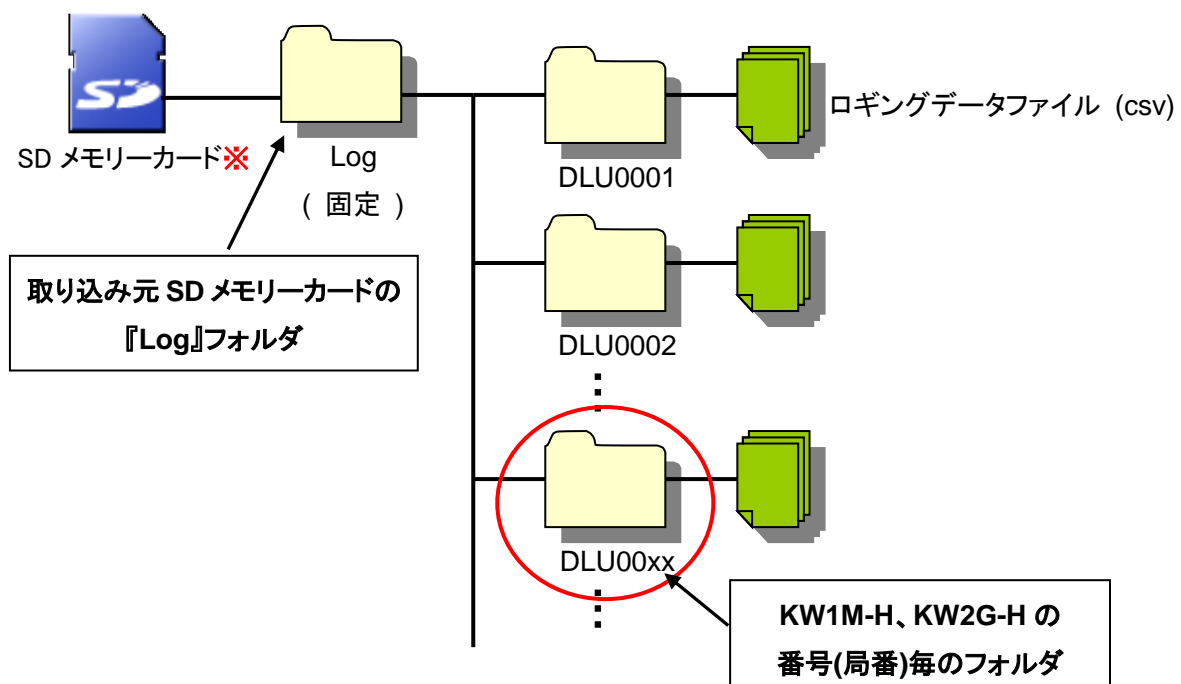 SD
ロギングデータファイル (csv)
SD メモリーカード※
Log
( 固定 )
DLU0001
取り込み元 SD メモリーカードの
『Log』フォルダ
DLU0002
DLU00xx
KW1M-H、KW2G-H の
番号(局番)毎のフォルダ